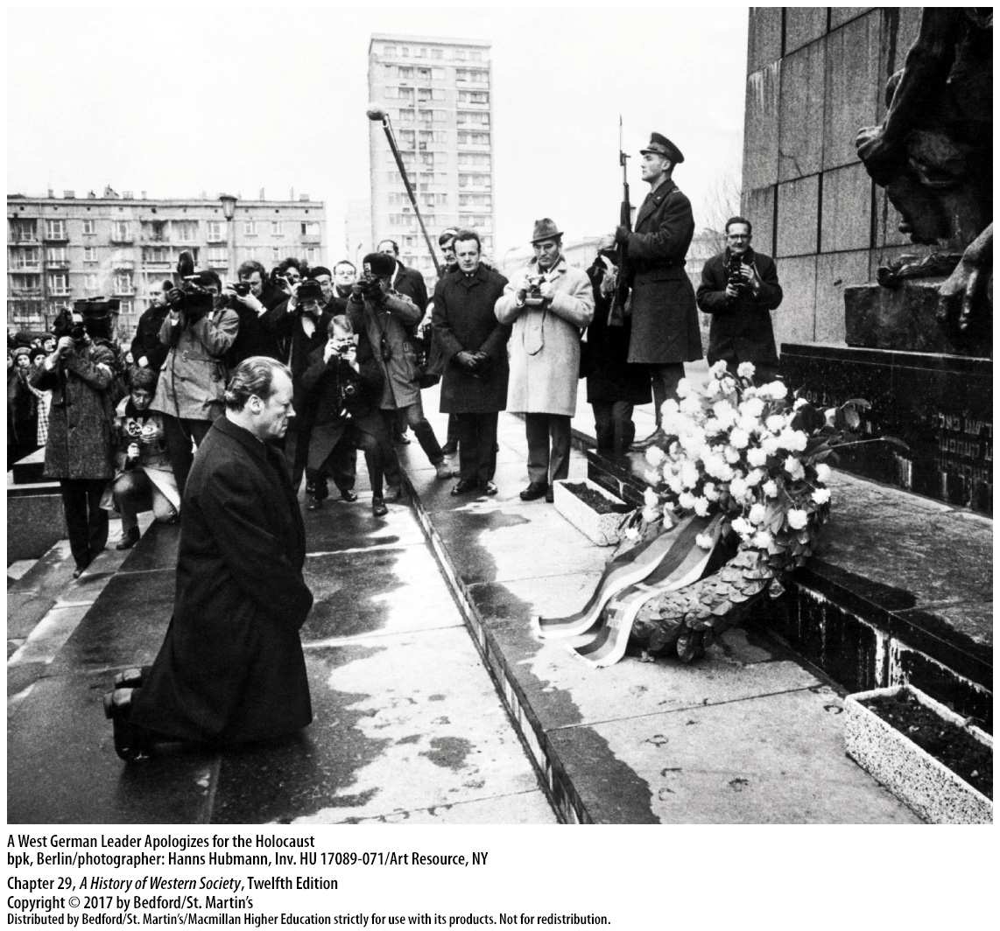 A West German Leader Apologizes for the Holocaust
bpk, Berlin/photographer: Hanns Hubmann, Inv. HU 17089-071/Art Resource, NY
Chapter 29, A History of Western Society, Twelfth Edition
Copyright © 2017 by Bedford/St. Martin’s
Distributed by Bedford/St. Martin’s/Macmillan Higher Education strictly for use with its products. Not for redistribution.